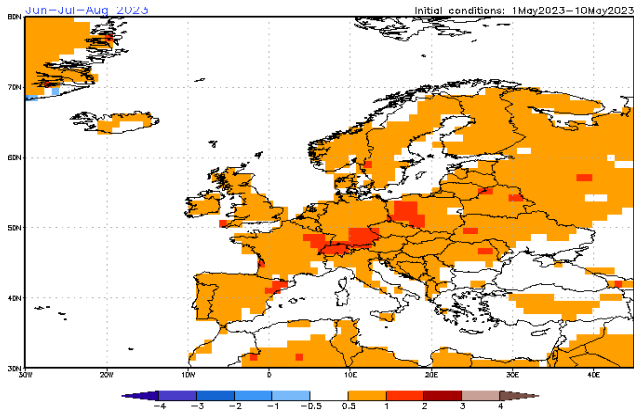 Jun-Jul-Aug 2023
Initial conditions: 1May2023-10May2023
80N
70N
60N
50N
40N
30N
30W 20W 10W 0 10E 20E 30E 40E
-4 -3 -2 -1 -0.5 0.5 1 2 3 4